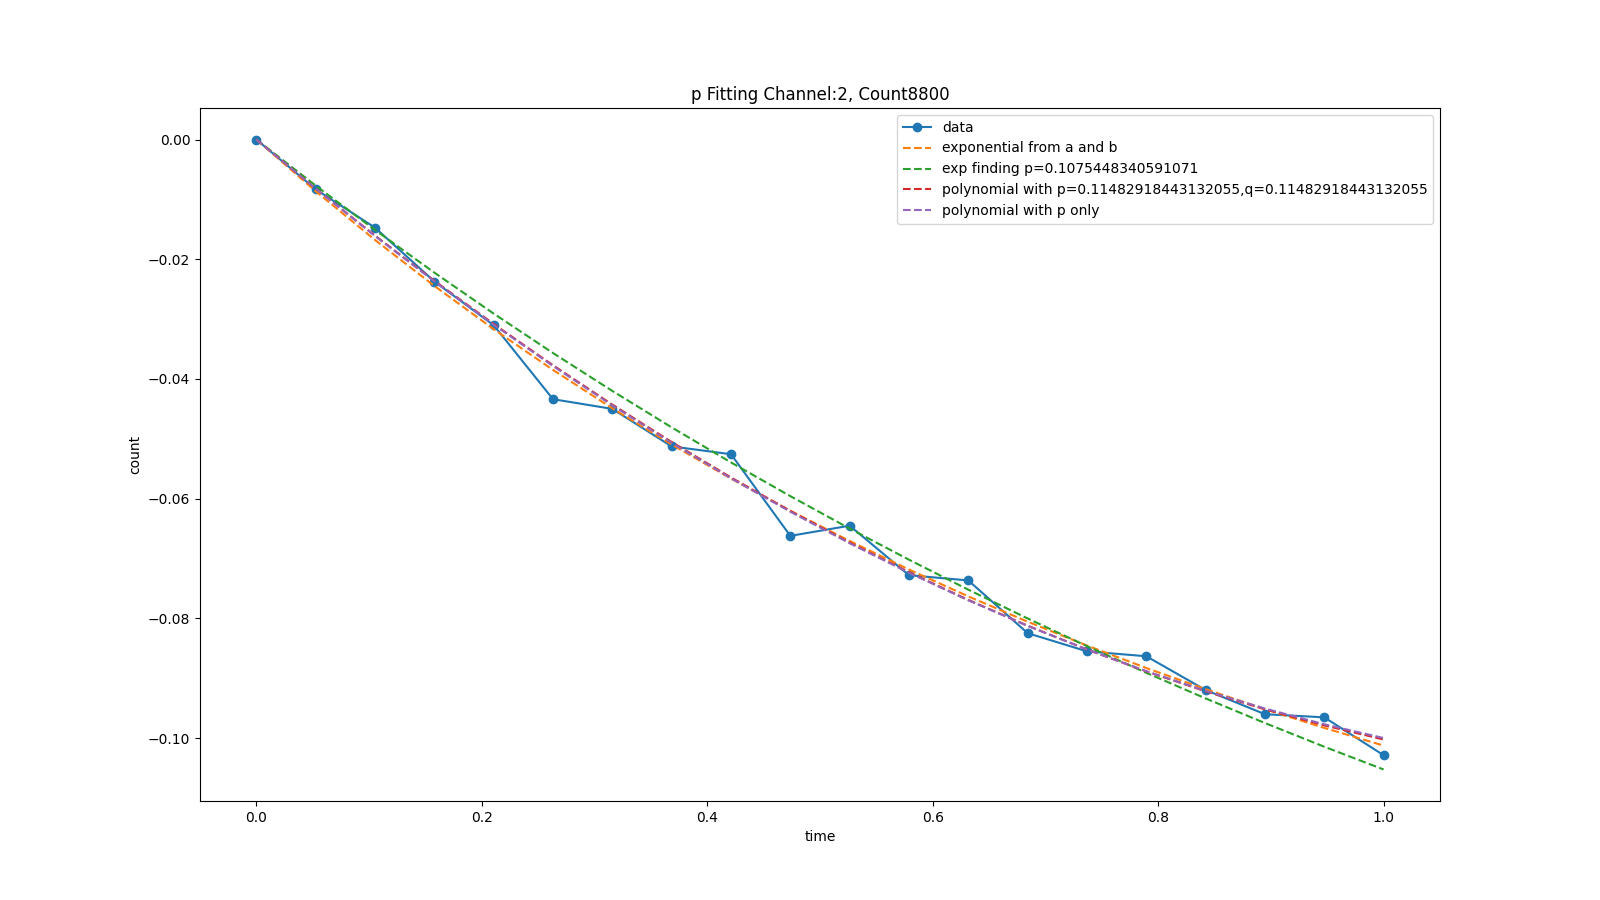 p Fitting Channel:2, Count8800
data
exponential from a and b
exp finding p=0.1075448340591071
polynomial with p=0.11482918443132055,q=0.11482918443132055
polynomial with p only
0.00
−0.02
−0.04
−0.06
−0.08
−0.10
count
0.0 0.2 0.4 0.6 0.8 1.0
time